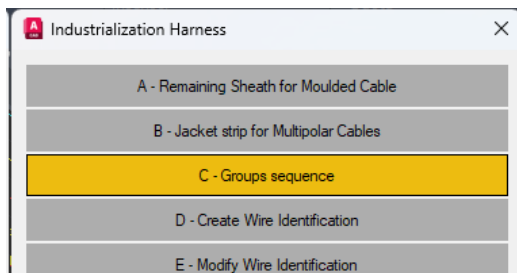 A
CAD
Industrialization Harness
A - Remaining Sheath for Moulded Cable
B - Jacket strip for Multipolar Cables
C - Groups sequence
D - Create Wire Identification
E - Modify Wire Identification